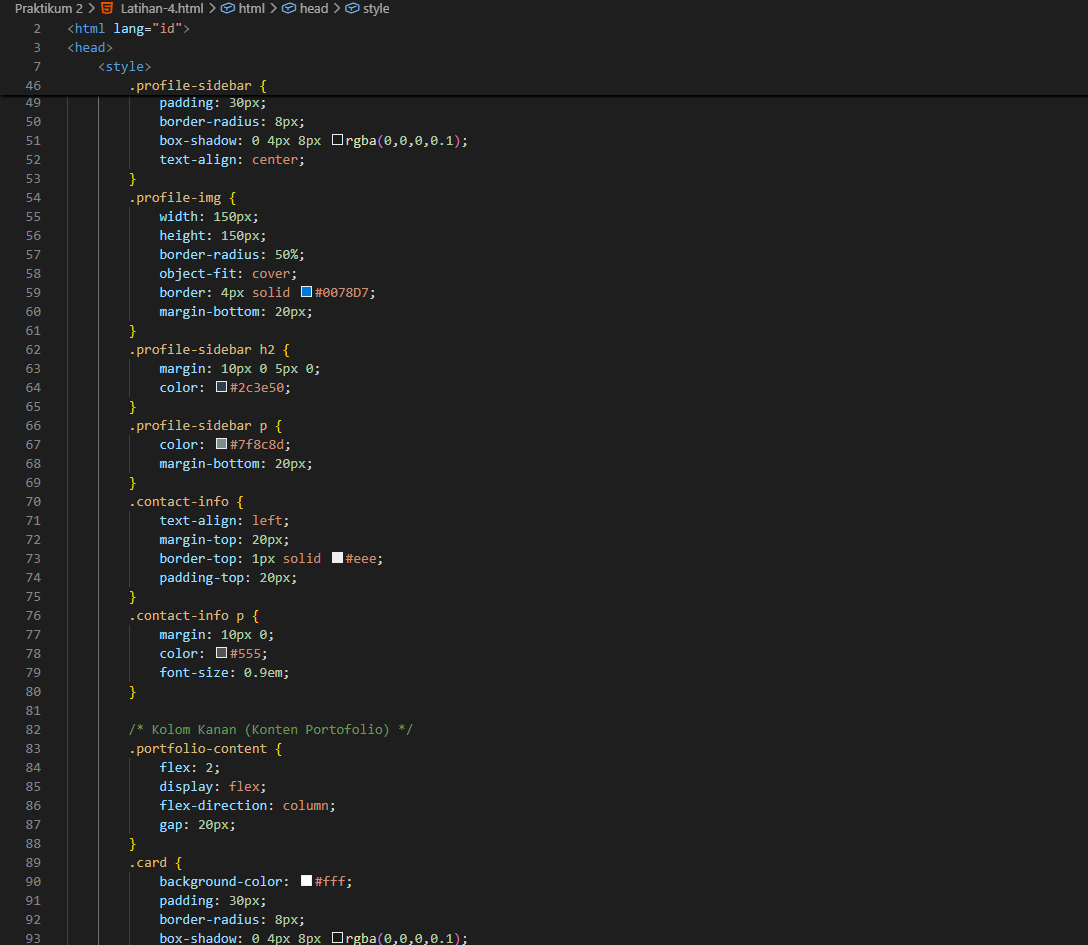 Praktikum 2 > Latihan-4.html > html > head > style
2 <html lang="id">
3 <head>
7 <style>
46 .profile-sidebar {
49 padding: 30px;
50 border-radius: 8px;
51 box-shadow: 0 4px 8px rgba(0,0,0,0.1);
52 text-align: center;
53 }
54 .profile-img {
55 width: 150px;
56 height: 150px;
57 border-radius: 50%;
58 object-fit: cover;
59 border: 4px solid #0078D7;
60 margin-bottom: 20px;
61 }
62 .profile-sidebar h2 {
63 margin: 10px 0 5px 0;
64 color: #2c3e50;
65 }
66 .profile-sidebar p {
67 color: #7f8c8d;
68 margin-bottom: 20px;
69 }
70 .contact-info {
71 text-align: left;
72 margin-top: 20px;
73 border-top: 1px solid #eee;
74 padding-top: 20px;
75 }
76 .contact-info p {
77 margin: 10px 0;
78 color: #555;
79 font-size: 0.9em;
80 }
81
82 /* Kolom Kanan (Konten Portofolio) */
83 .portfolio-content {
84 flex: 2;
85 display: flex;
86 flex-direction: column;
87 gap: 20px;
88 }
89 .card {
90 background-color: #fff;
91 padding: 30px;
92 border-radius: 8px;
93 box-shadow: 0 4px 8px rgba(0,0,0,0.1);